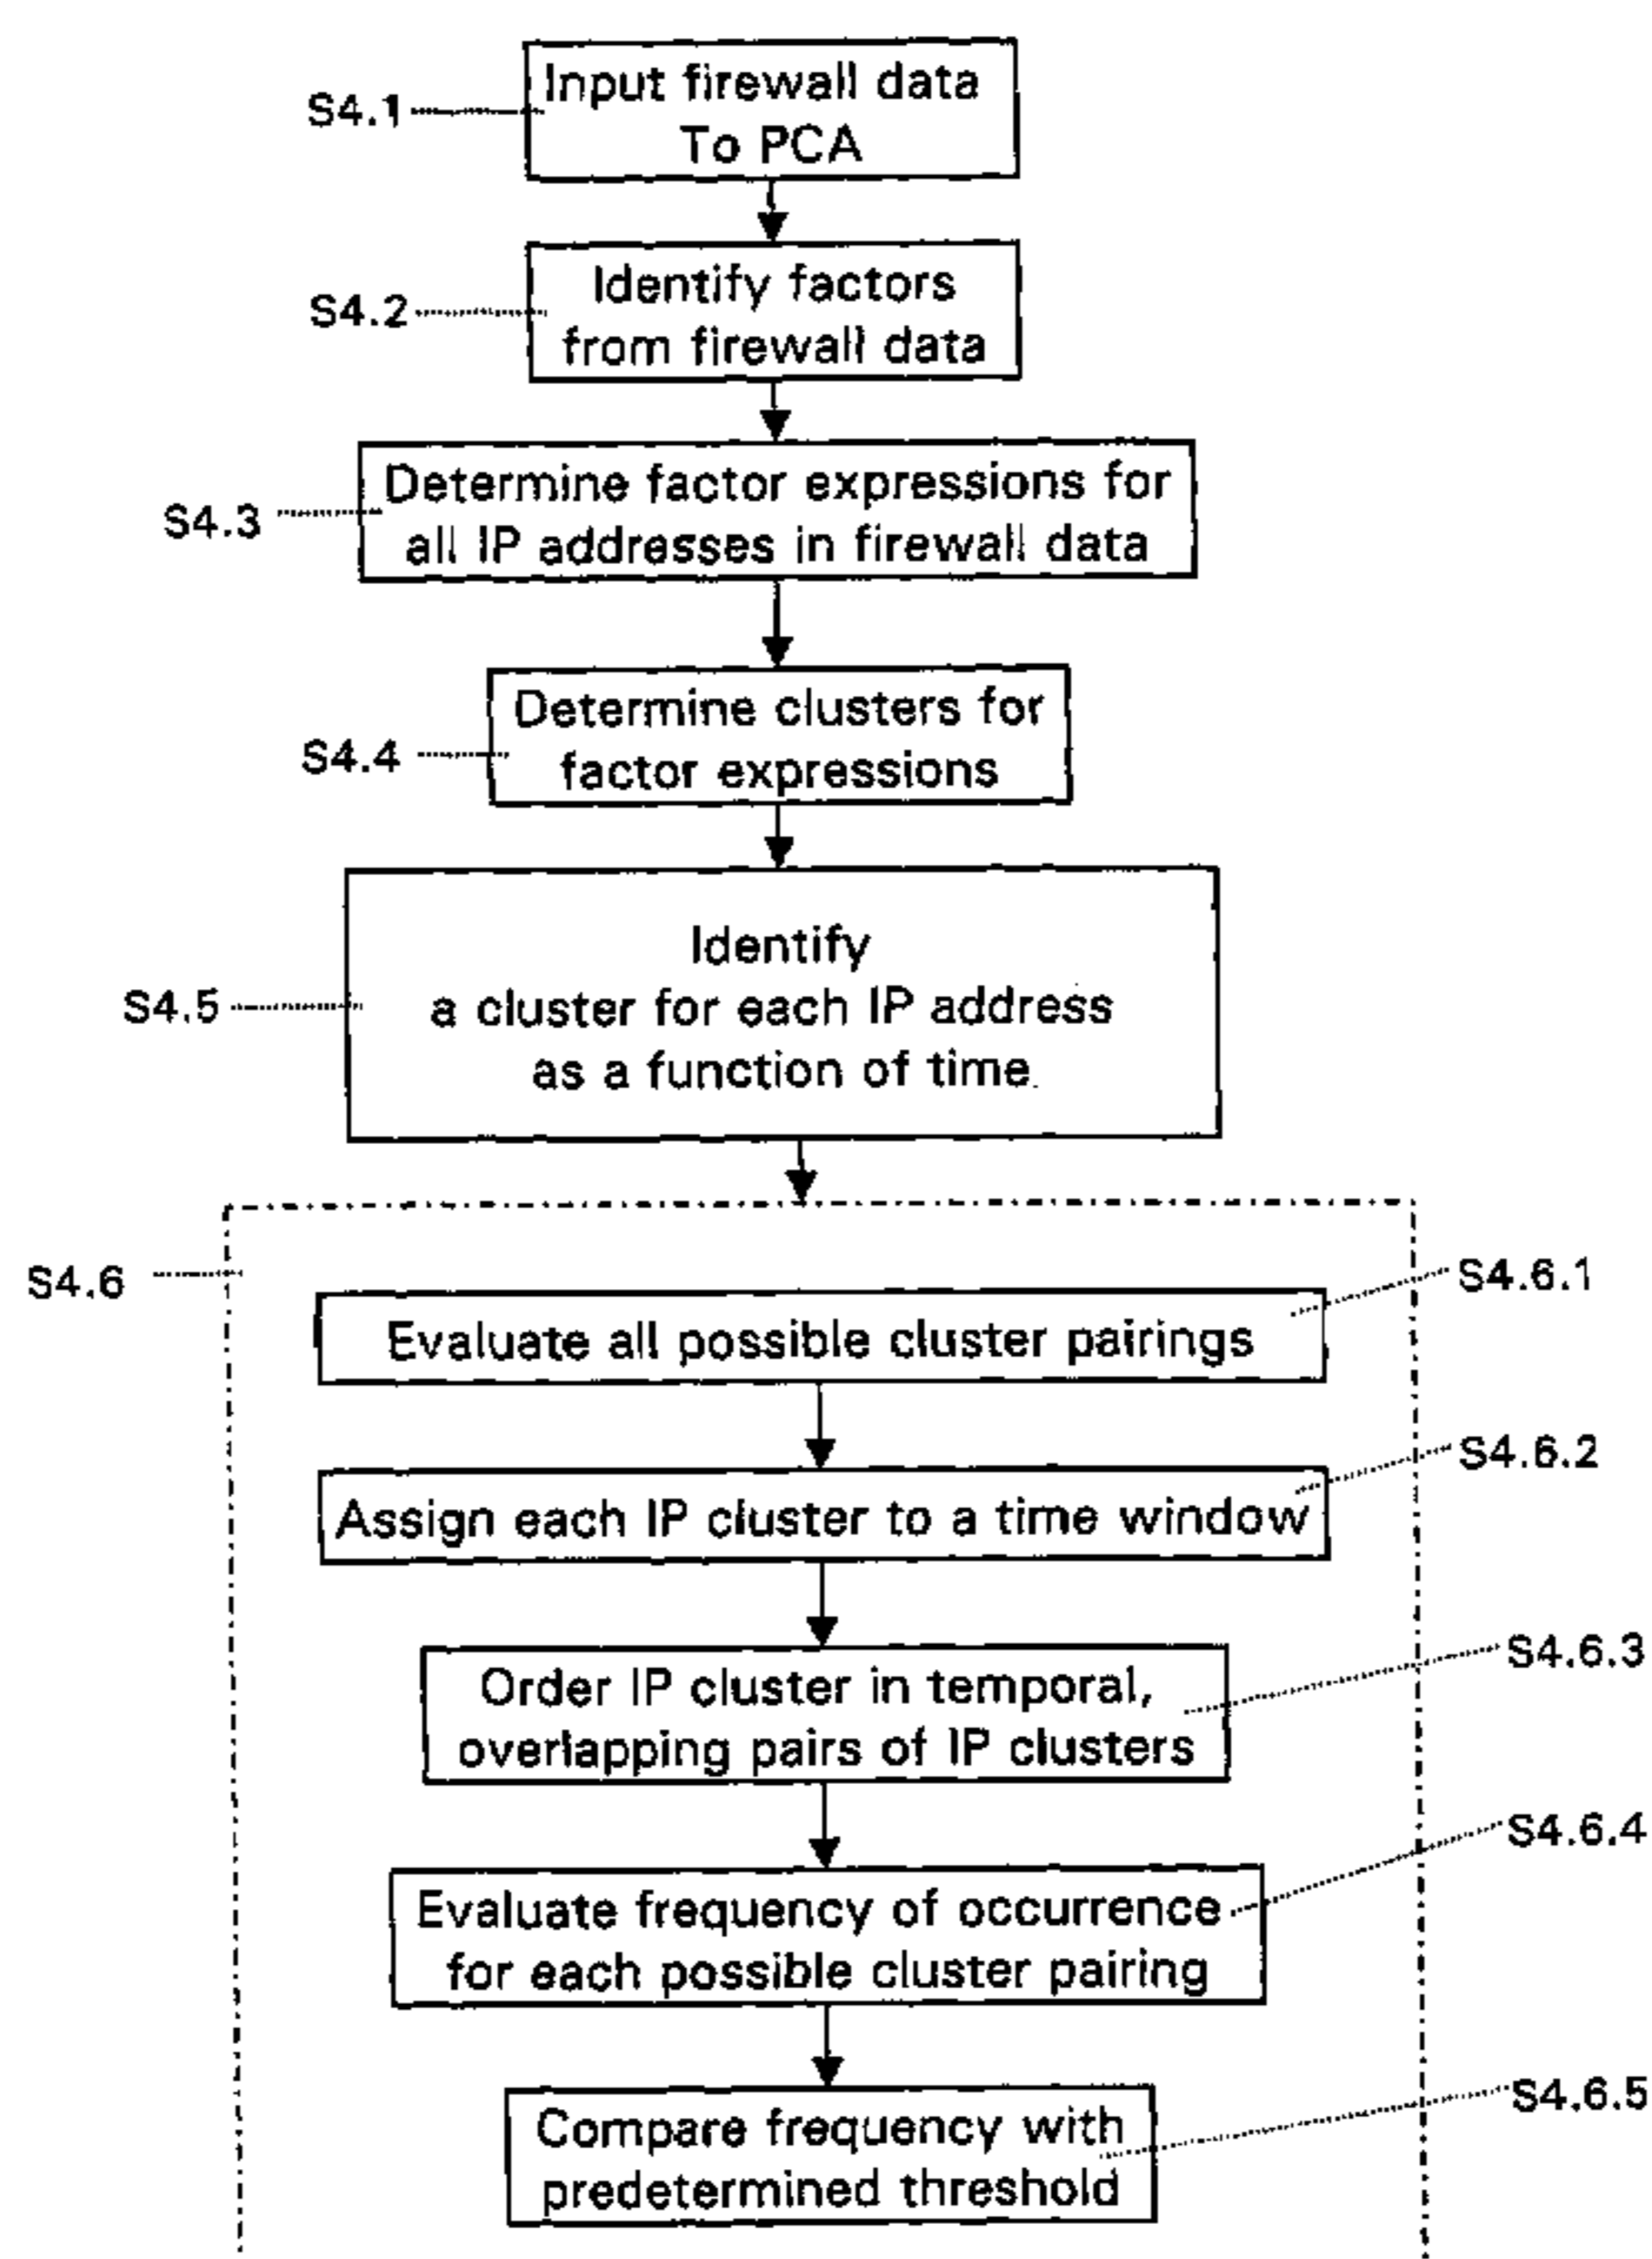 S4.1
Input firewall data
To PCA
S4.2
Identify factors
from firewall data
S4.3
Determine factor expressions for
all IP addresses in firewall data
S4.4
Determine clusters for
factor expressions
S4.5
Identify
a cluster for each IP address
as a function of time.
S4.6
S4.6.1
Evaluate all possible cluster pairings
S4.6.2
Assign each IP cluster to a time window
S4.6.3
Order IP cluster in temporal,
overlapping pairs of IP clusters
S4.6.4
Evaluate frequency of occurrence
for each possible cluster pairing
S4.6.5
Compare frequency with
predetermined threshold